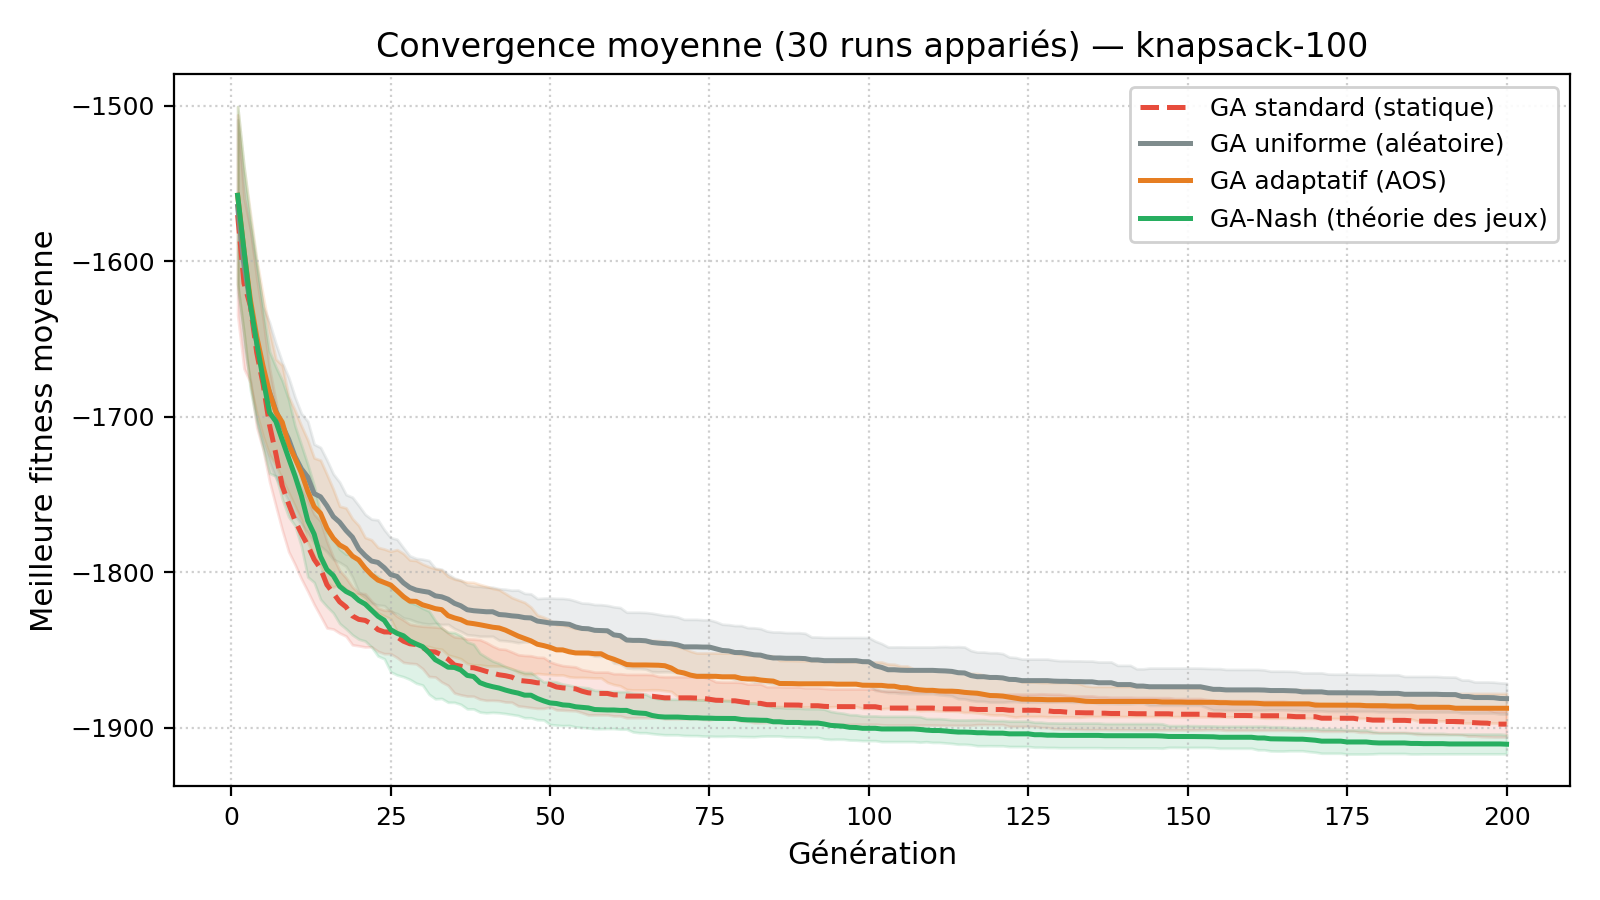 Convergence moyenne (30 runs appariés) — knapsack-100
Meilleure fitness moyenne
−1500
−1600
−1700
−1800
−1900
GA standard (statique)
GA uniforme (aléatoire)
GA adaptatif (AOS)
GA-Nash (théorie des jeux)
0 25 50 75 100 125 150 175 200
Génération